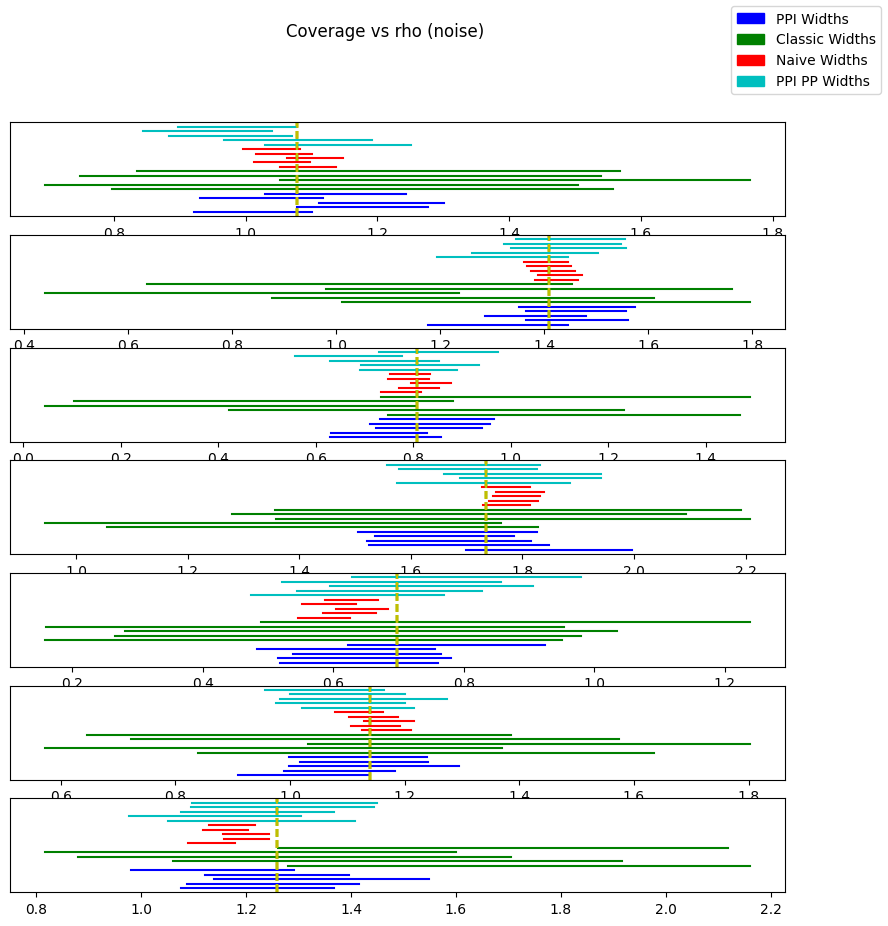 Coverage vs rho (noise)
PPI Widths
Classic Widths
Naive Widths
PPI PP Widths
0.8 1.0 1.2 1.4 1.6 1.8
0.4 0.6 0.8 1.0 1.2 1.4 1.6 1.8
0.0 0.2 0.4 0.6 0.8 1.0 1.2 1.4
1.0 1.2 1.4 1.6 1.8 2.0 2.2
0.2 0.4 0.6 0.8 1.0 1.2
0.6 0.8 1.0 1.2 1.4 1.6 1.8
0.8 1.0 1.2 1.4 1.6 1.8 2.0 2.2